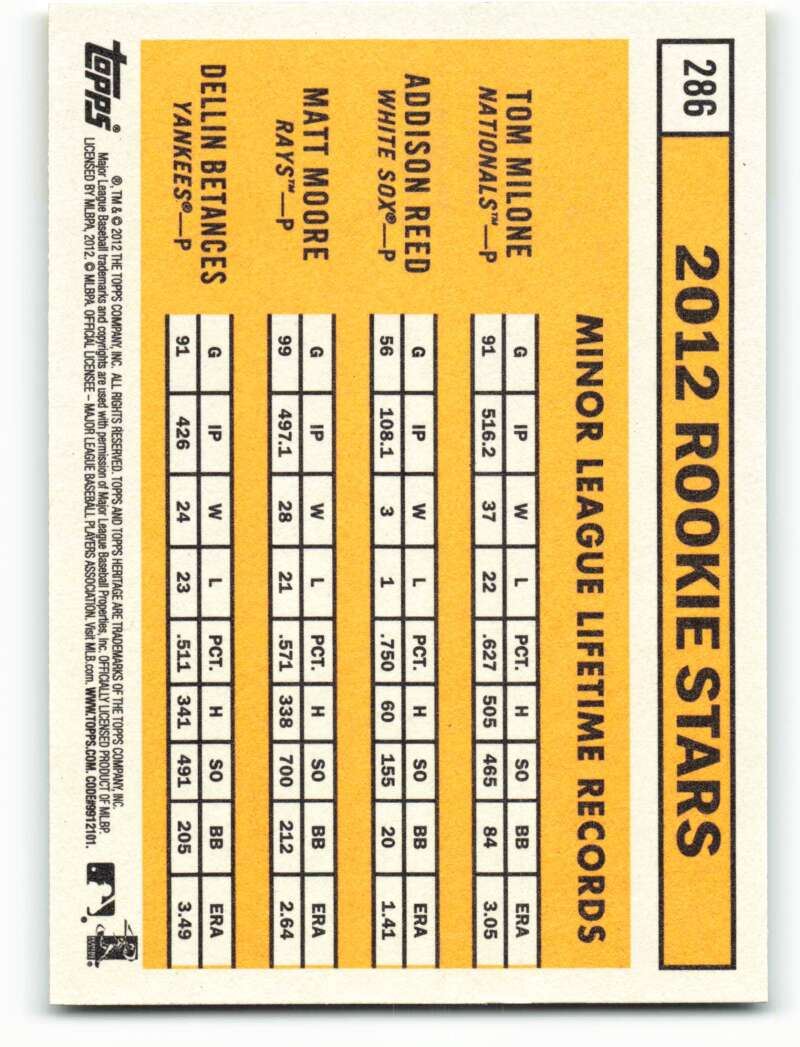 286
2012 ROOKIE STARS
MINOR LEAGUE LIFETIME RECORDS
TOM MILONE
NATIONALS™—P
G IP W L PCT. H SO BB ERA
91 516.2 37 22 .627 505 465 84 3.05
ADDISON REED
WHITE SOX®—P
G IP W L PCT. H SO BB ERA
56 108.1 3 1 .750 60 155 20 1.41
MATT MOORE
RAYS™—P
G IP W L PCT. H SO BB ERA
99 497.1 28 21 .571 338 700 212 2.64
DELLIN BETANCES
YANKEES®—P
G IP W L PCT. H SO BB ERA
91 426 24 23 .511 341 491 205 3.49
topps®
®, TM & © 2012 THE TOPPS COMPANY, INC. ALL RIGHTS RESERVED. TOPPS AND TOPPS HERITAGE ARE TRADEMARKS OF THE TOPPS COMPANY, INC.
Major League Baseball trademarks and copyrights are used with permission of Major League Baseball Properties, Inc. OFFICIALLY LICENSED PRODUCT OF MLBP.
LICENSED BY MLBPA, 2012. © MLBPA. OFFICIAL LICENSEE – MAJOR LEAGUE BASEBALL PLAYERS ASSOCIATION. Visit MLB.com. WWW.TOPPS.COM. CODE#9912101.